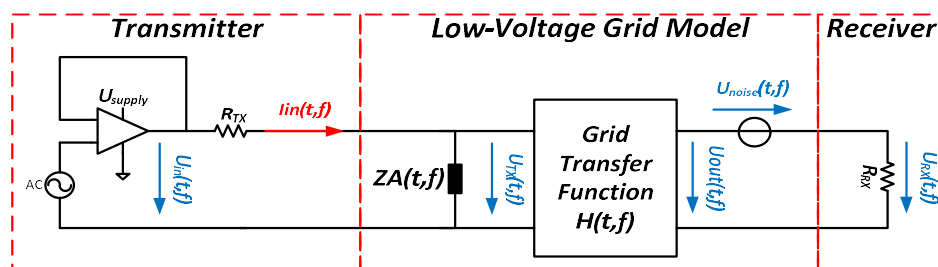 Transmitter
Low-Voltage Grid Model
Receiver
Usupply
RTX
Iin(t,f)
Unoise(t,f)
AC
Uin(t,f)
ZA(t,f)
UTX(t,f)
Grid
Transfer
Function
H(t,f)
Uout(t,f)
RRX
URX(t,f)